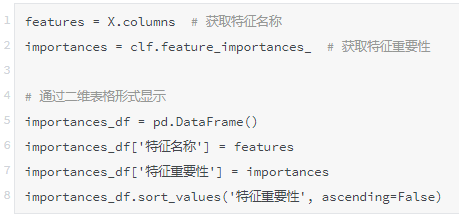 1 features = X.columns  # 获取特征名称
2 importances = clf.feature_importances_  # 获取特征重要性
3
4 # 通过二维表格形式显示
5 importances_df = pd.DataFrame()
6 importances_df['特征名称'] = features
7 importances_df['特征重要性'] = importances
8 importances_df.sort_values('特征重要性', ascending=False)